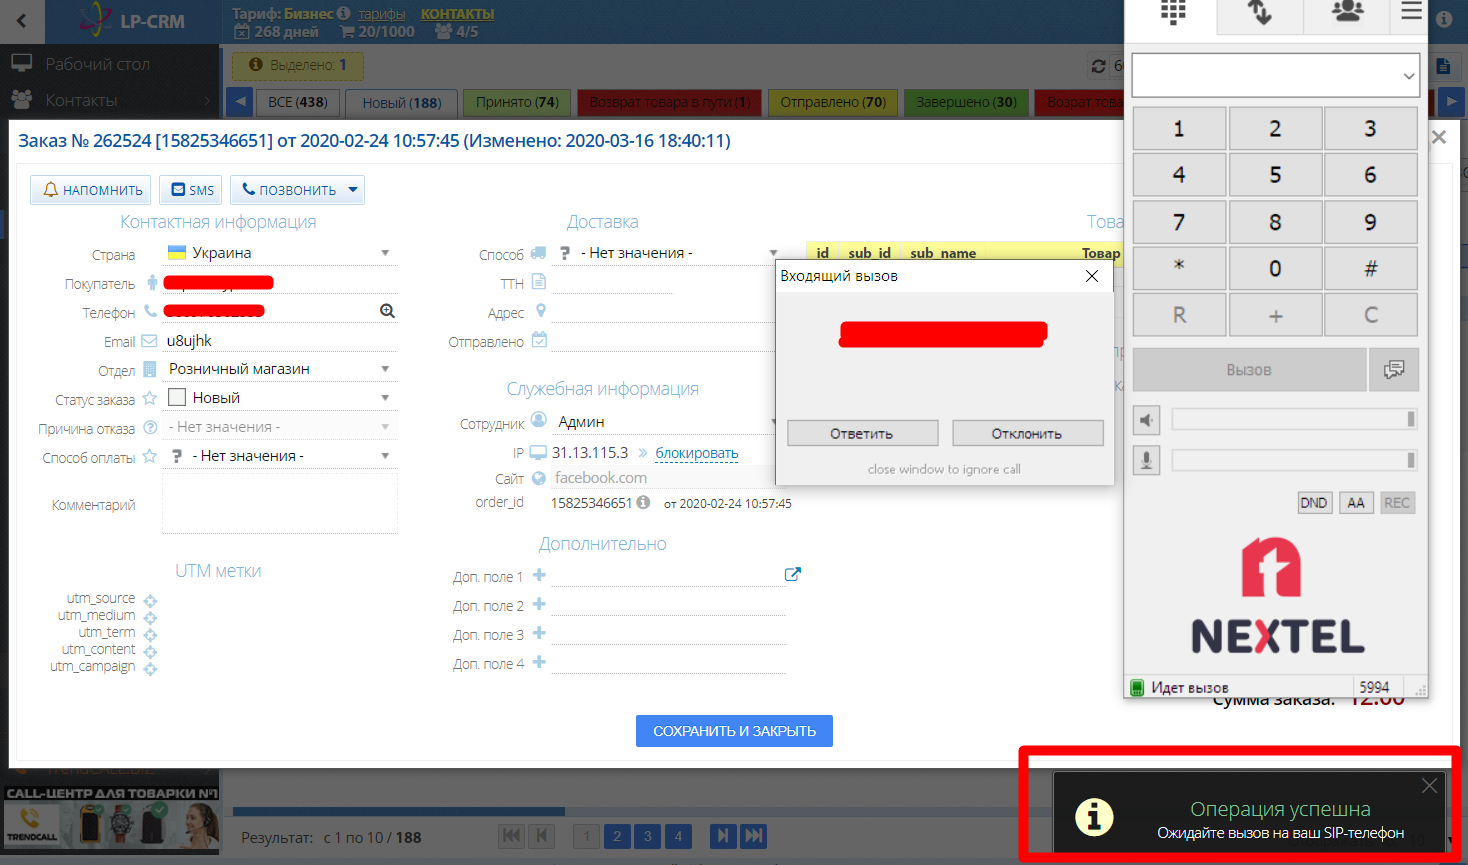 LP-CRM
Тариф: Бизнес тарифы КОНТАКТЫ
268 дней 20/1000 4/5
Рабочий стол
Контакты
Выделено: 1
ВСЕ (438)
Новый (188)
Принято (74)
Возврат товара в пути (1)
Отправлено (70)
Завершено (30)
Возрат това
Заказ № 262524 [15825346651] от 2020-02-24 10:57:45 (Изменено: 2020-03-16 18:40:11)
НАПОМНИТЬ
SMS
ПОЗВОНИТЬ
Контактная информация
Страна Украина
Покупатель
Телефон
Email u8ujhk
Отдел Розничный магазин
Статус заказа Новый
Причина отказа - Нет значения -
Способ оплаты ? - Нет значения -
Комментарий
UTM метки
utm_source
utm_medium
utm_term
utm_content
utm_campaign
Доставка
Способ ? - Нет значения -
ТТН
Адрес
Отправлено
Служебная информация
Сотрудник Админ
IP 31.13.115.3 » блокировать
Сайт facebook.com
order_id 15825346651 от 2020-02-24 10:57:45
Дополнительно
Доп. поле 1
Доп. поле 2
Доп. поле 3
Доп. поле 4
Това
id sub_id sub_name Товар
Входящий вызов
Ответить
Отклонить
close window to ignore call
1 2 3
4 5 6
7 8 9
* 0 #
R + C
Вызов
DND AA REC
NEXTEL
Идет вызов 5994
Сумма заказа: 12.00
СОХРАНИТЬ И ЗАКРЫТЬ
CALL-ЦЕНТР ДЛЯ ТОВАРКИ №1
TRENDCALL
Результат: с 1 по 10 / 188
1 2 3 4
Операция успешна
Ожидайте вызов на ваш SIP-телефон